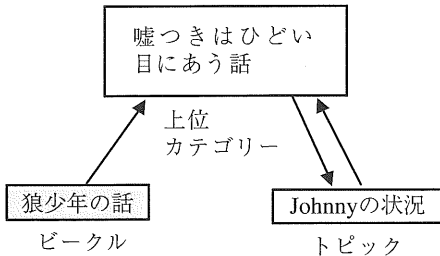 嘘つきはひどい
目にあう話
上位
カテゴリー
狼少年の話
Johnnyの状況
ビークル
トピック